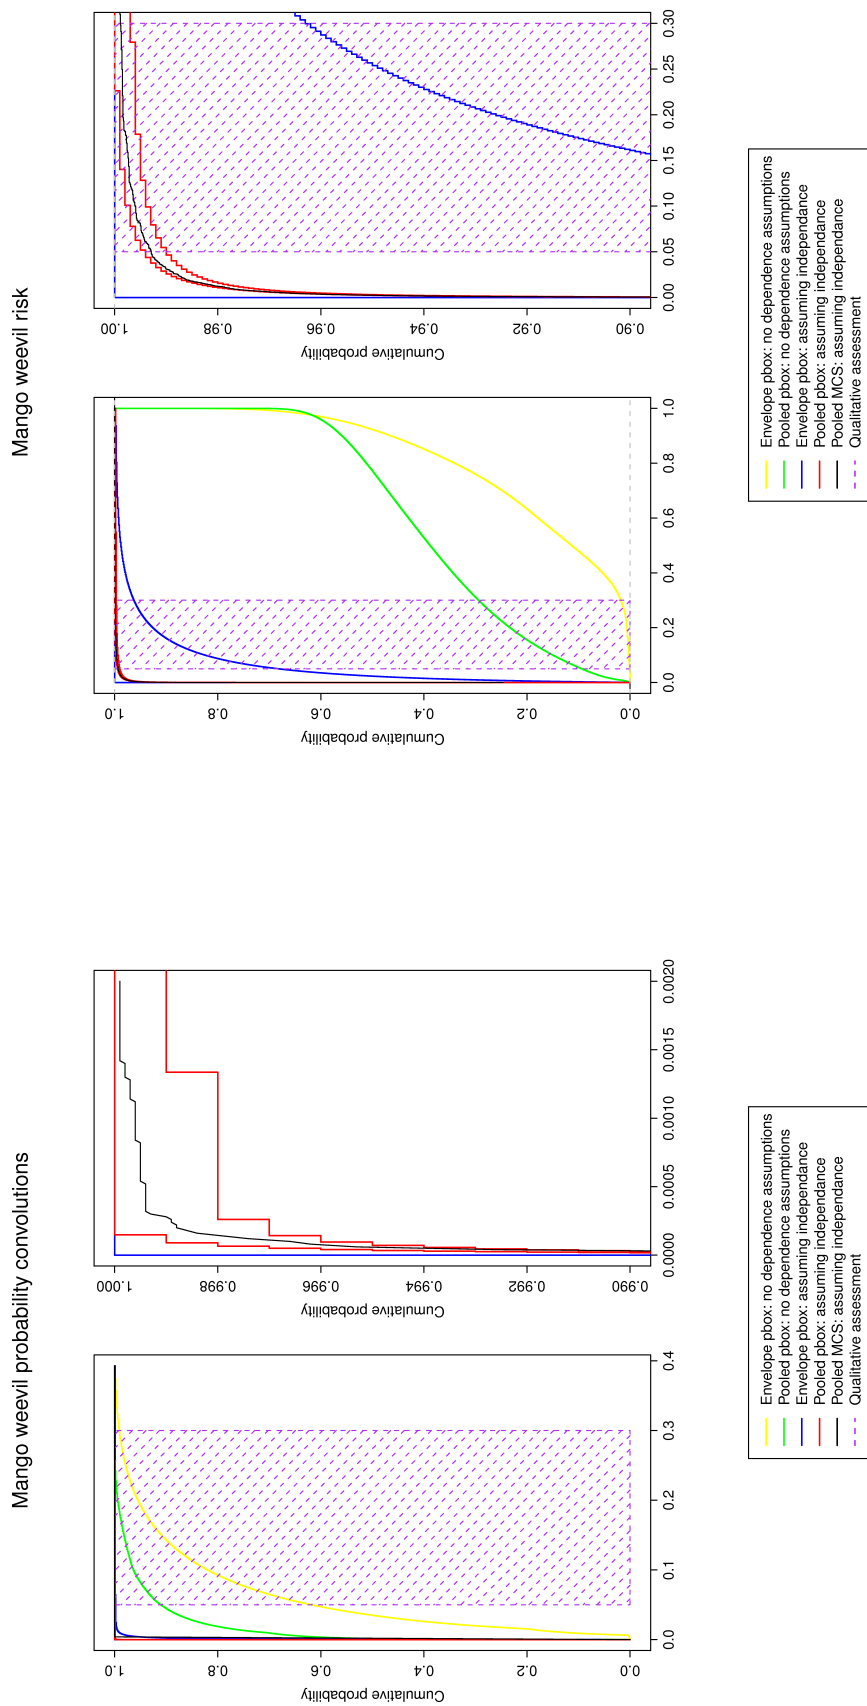 Mango weevil probability convolutions
Cumulative probability
1.0
0.8
0.6
0.4
0.2
0.0
0.0 0.1 0.2 0.3 0.4
Cumulative probability
1.000
0.998
0.996
0.994
0.992
0.990
0.0000 0.0005 0.0010 0.0015 0.0020
Envelope pbox: no dependence assumptions
Pooled pbox: no dependence assumptions
Envelope pbox: assuming independance
Pooled pbox: assuming independance
Pooled MCS: assuming independance
Qualitative assessment
Mango weevil risk
Cumulative probability
1.0
0.8
0.6
0.4
0.2
0.0
0.0 0.2 0.4 0.6 0.8 1.0
Cumulative probability
1.00
0.98
0.96
0.94
0.92
0.90
0.00 0.05 0.10 0.15 0.20 0.25 0.30
Envelope pbox: no dependence assumptions
Pooled pbox: no dependence assumptions
Envelope pbox: assuming independance
Pooled pbox: assuming independance
Pooled MCS: assuming independance
Qualitative assessment